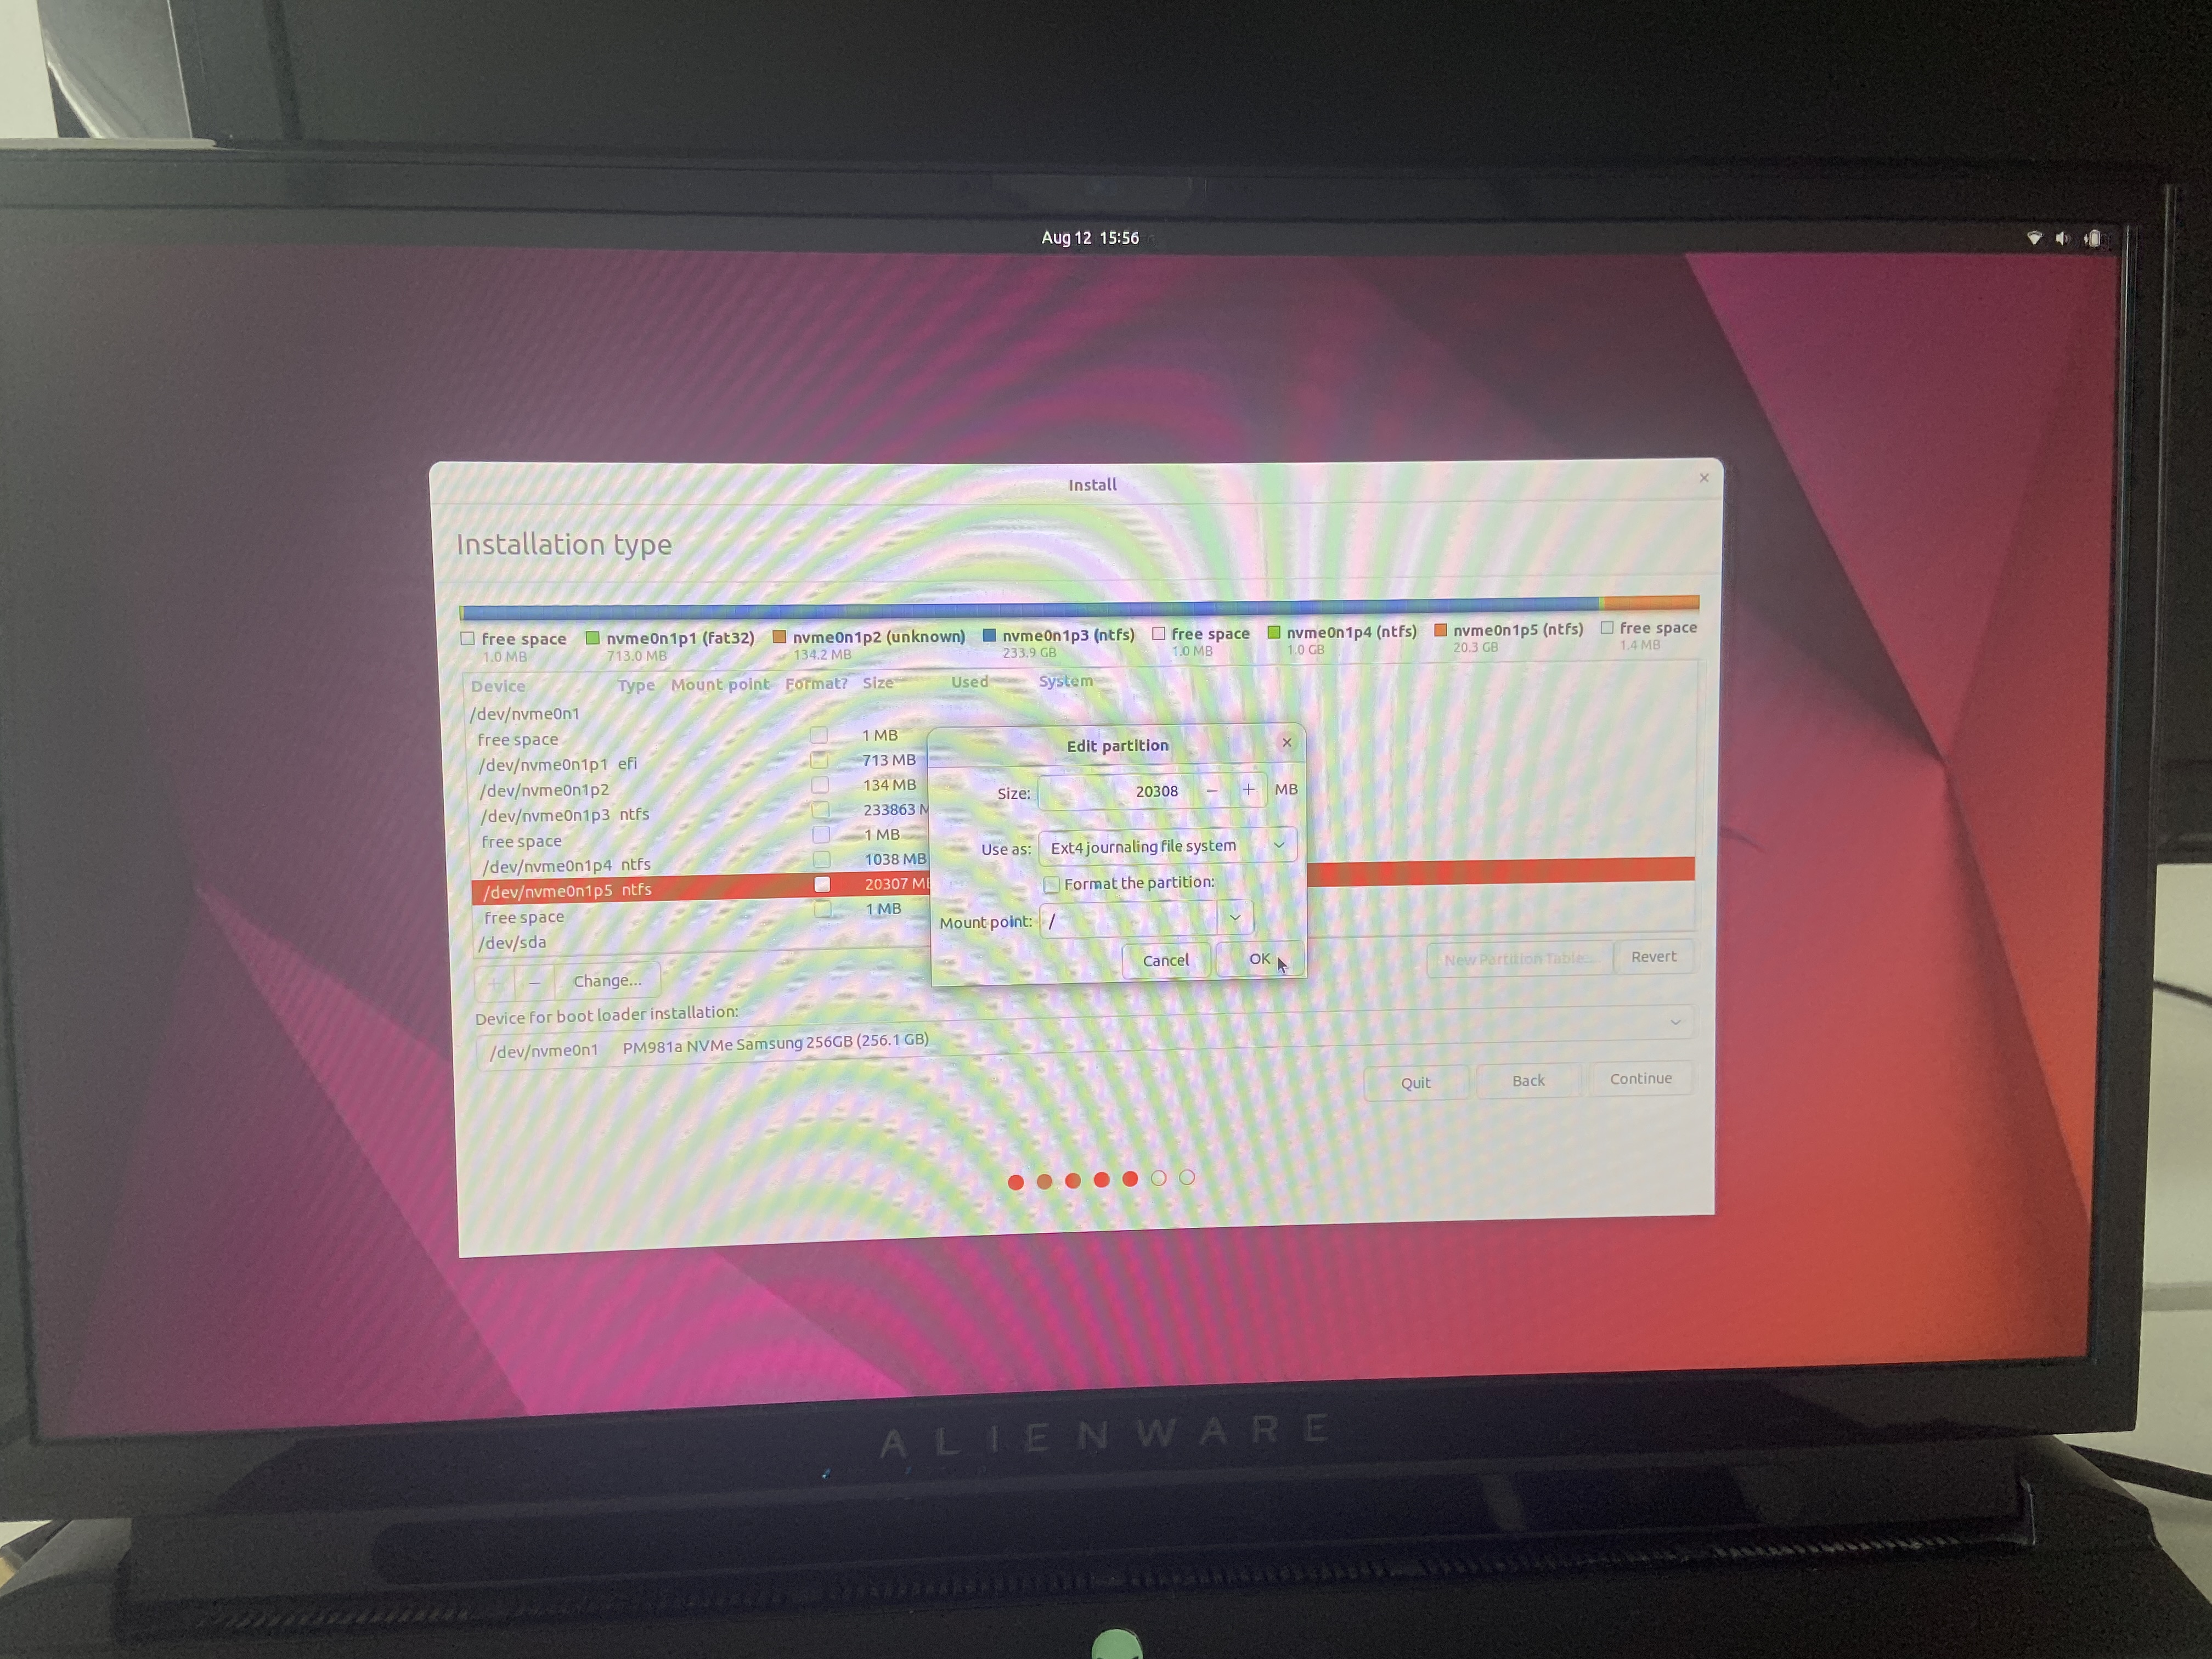 Aug 12 15:56
Install
Installation type
free space nvme0n1p1 (fat32) nvme0n1p2 (unknown) nvme0n1p3 (ntfs) free space nvme0n1p4 (ntfs) nvme0n1p5 (ntfs) free space
1.0 MB 713.0 MB 134.2 MB 233.9 GB 1.0 MB 1.0 GB 20.3 GB 1.4 MB
Device Type Mount point Format? Size Used System
/dev/nvme0n1
free space 1 MB
/dev/nvme0n1p1 efi 713 MB
/dev/nvme0n1p2 134 MB
/dev/nvme0n1p3 ntfs 233863 M
free space 1 MB
/dev/nvme0n1p4 ntfs 1038 MB
/dev/nvme0n1p5 ntfs 20307 MB
free space 1 MB
/dev/sda
Edit partition
Size: 20308 − + MB
Use as: Ext4 journaling file system
Format the partition:
Mount point: /
Cancel OK
+ − Change... New Partition Table... Revert
Device for boot loader installation:
/dev/nvme0n1 PM981a NVMe Samsung 256GB (256.1 GB)
Quit Back Continue
ALIENWARE